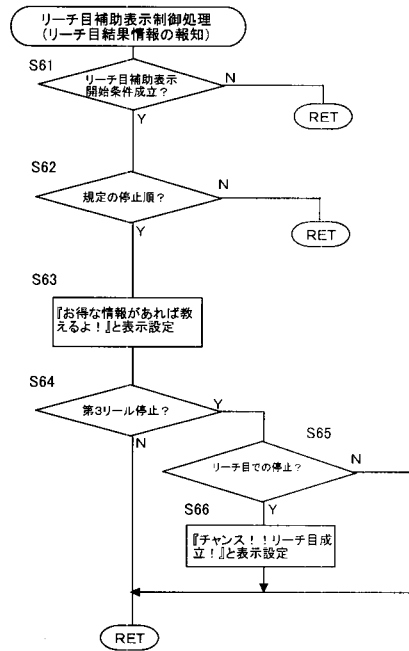 リーチ目補助表示制御処理
(リーチ目結果情報の報知)
S61
リーチ目補助表示
開始条件成立?
N
RET
Y
S62
規定の停止順?
N
RET
Y
S63
『お得な情報があれば教
えるよ!』と表示設定
S64
第3リール停止?
Y
N
S65
リーチ目での停止?
N
Y
S66
『チャンス!!リーチ目成
立!』と表示設定
RET